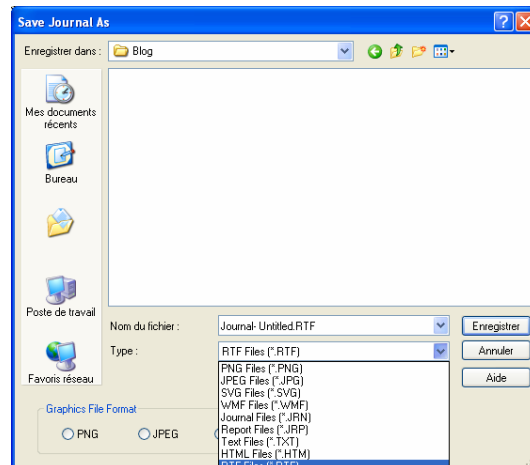 Save Journal As
Enregistrer dans :
Blog
Mes documents
récents
Bureau
Poste de travail
Favoris réseau
Nom du fichier :
Journal- Untitled.RTF
Enregistrer
Type :
RTF Files (*.RTF)
Annuler
Aide
PNG Files (*.PNG)
JPEG Files (*.JPG)
SVG Files (*.SVG)
WMF Files (*.WMF)
Journal Files (*.JRN)
Report Files (*.JRP)
Text Files (*.TXT)
HTML Files (*.HTM)
RTF Files (*.RTF)
Graphics File
Format
PNG
JPEG